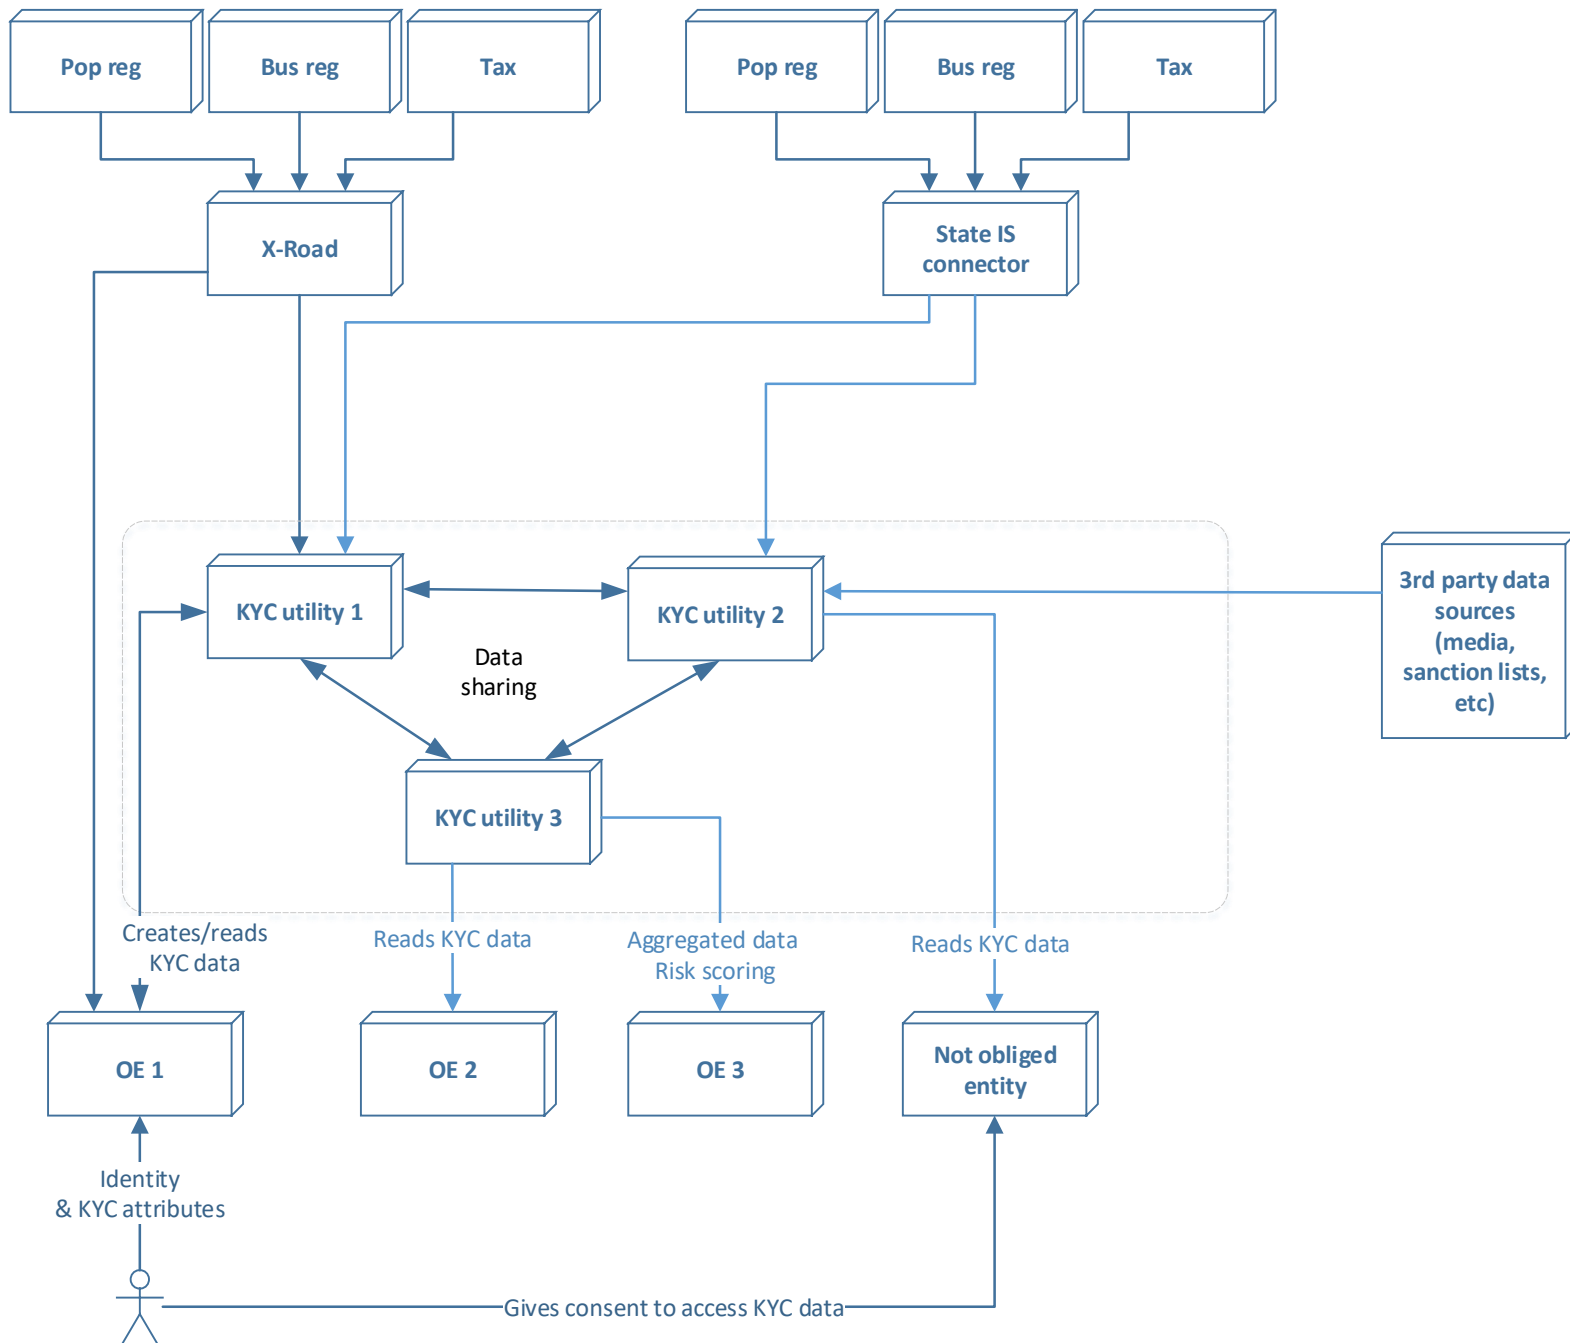 Pop reg
Bus reg
Tax
Pop reg
Bus reg
Tax
X-Road
State IS
connector
KYC utility 1
KYC utility 2
3rd party data
sources
(media,
sanction lists,
etc)
Data
sharing
KYC utility 3
Creates/reads
KYC data
Reads KYC data
Aggregated data
Risk scoring
Reads KYC data
OE 1
OE 2
OE 3
Not obliged
entity
Identity
& KYC attributes
Gives consent to access KYC data